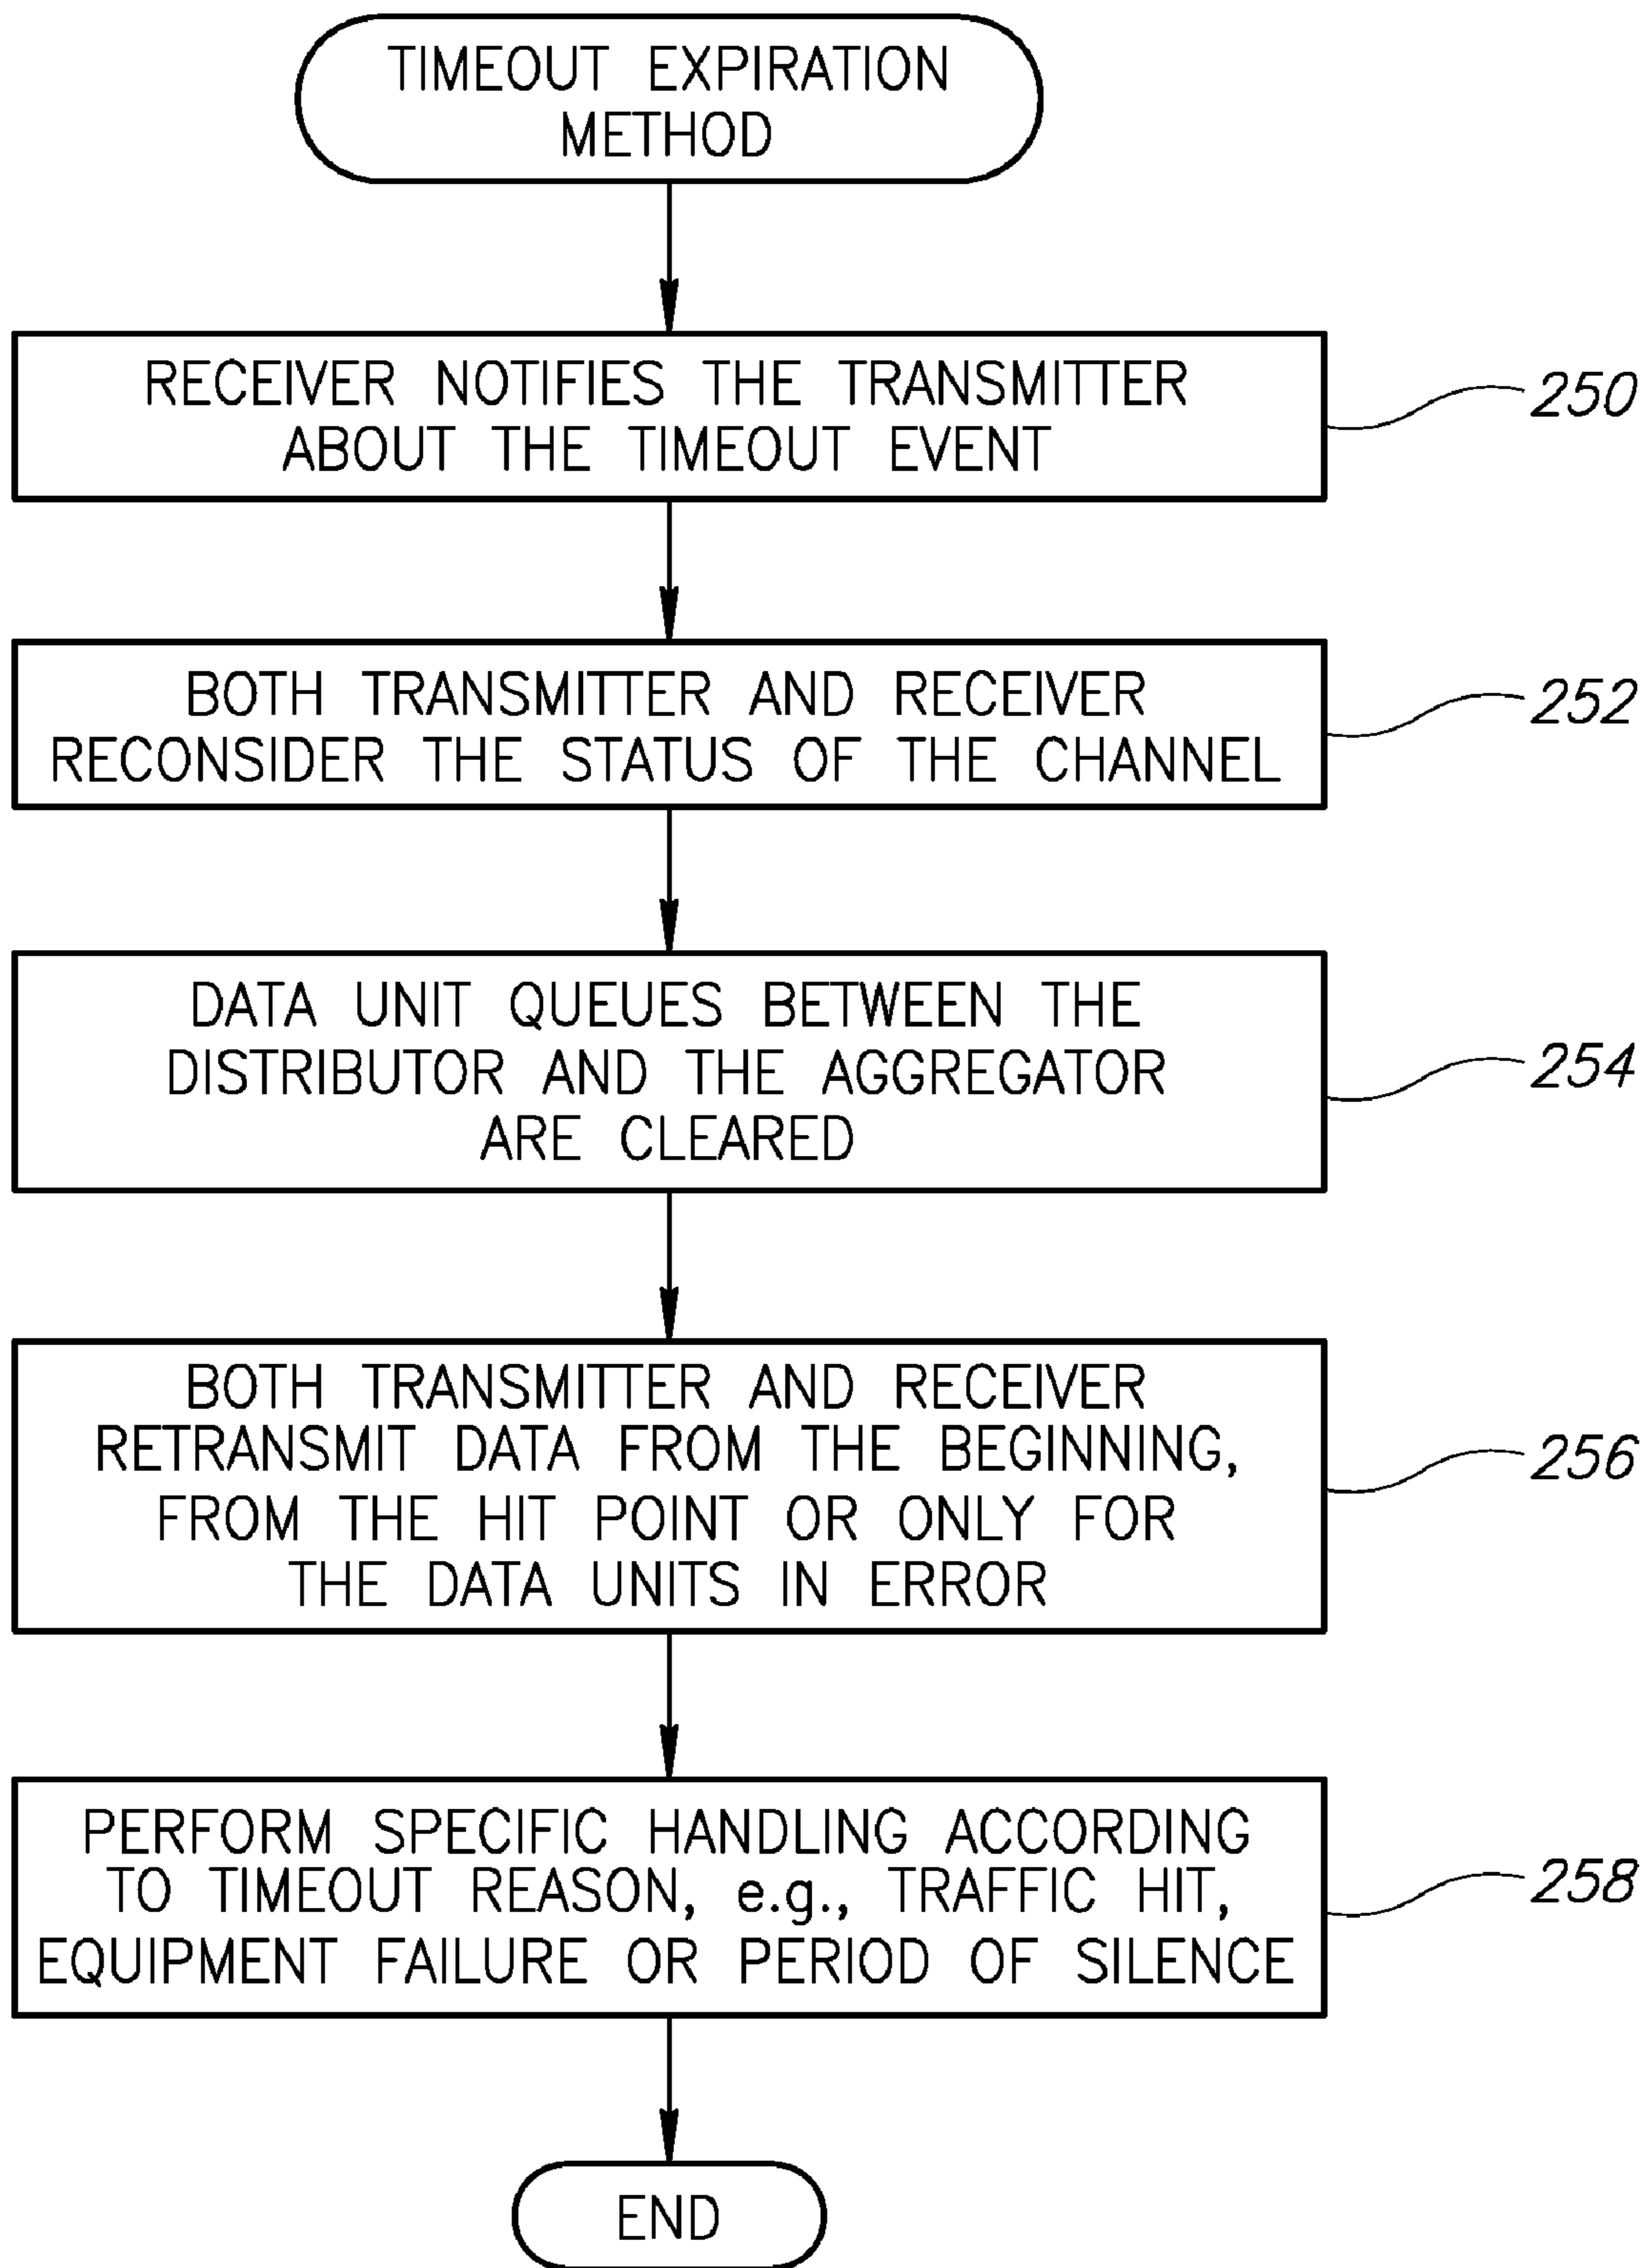 TIMEOUT EXPIRATION
METHOD
RECEIVER NOTIFIES THE TRANSMITTER
ABOUT THE TIMEOUT EVENT
250
BOTH TRANSMITTER AND RECEIVER
RECONSIDER THE STATUS OF THE CHANNEL
252
DATA UNIT QUEUES BETWEEN THE
DISTRIBUTOR AND THE AGGREGATOR
ARE CLEARED
254
BOTH TRANSMITTER AND RECEIVER
RETRANSMIT DATA FROM THE BEGINNING,
FROM THE HIT POINT OR ONLY FOR
THE DATA UNITS IN ERROR
256
PERFORM SPECIFIC HANDLING ACCORDING
TO TIMEOUT REASON, e.g., TRAFFIC HIT,
EQUIPMENT FAILURE OR PERIOD OF SILENCE
258
END